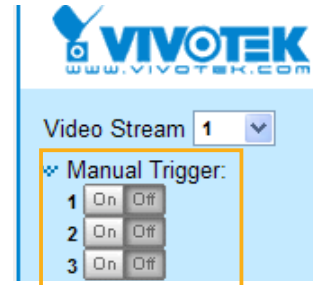 VIVOTEK
www.vivotek.com
Video Stream 1
Manual Trigger:
1 On Off
2 On Off
3 On Off